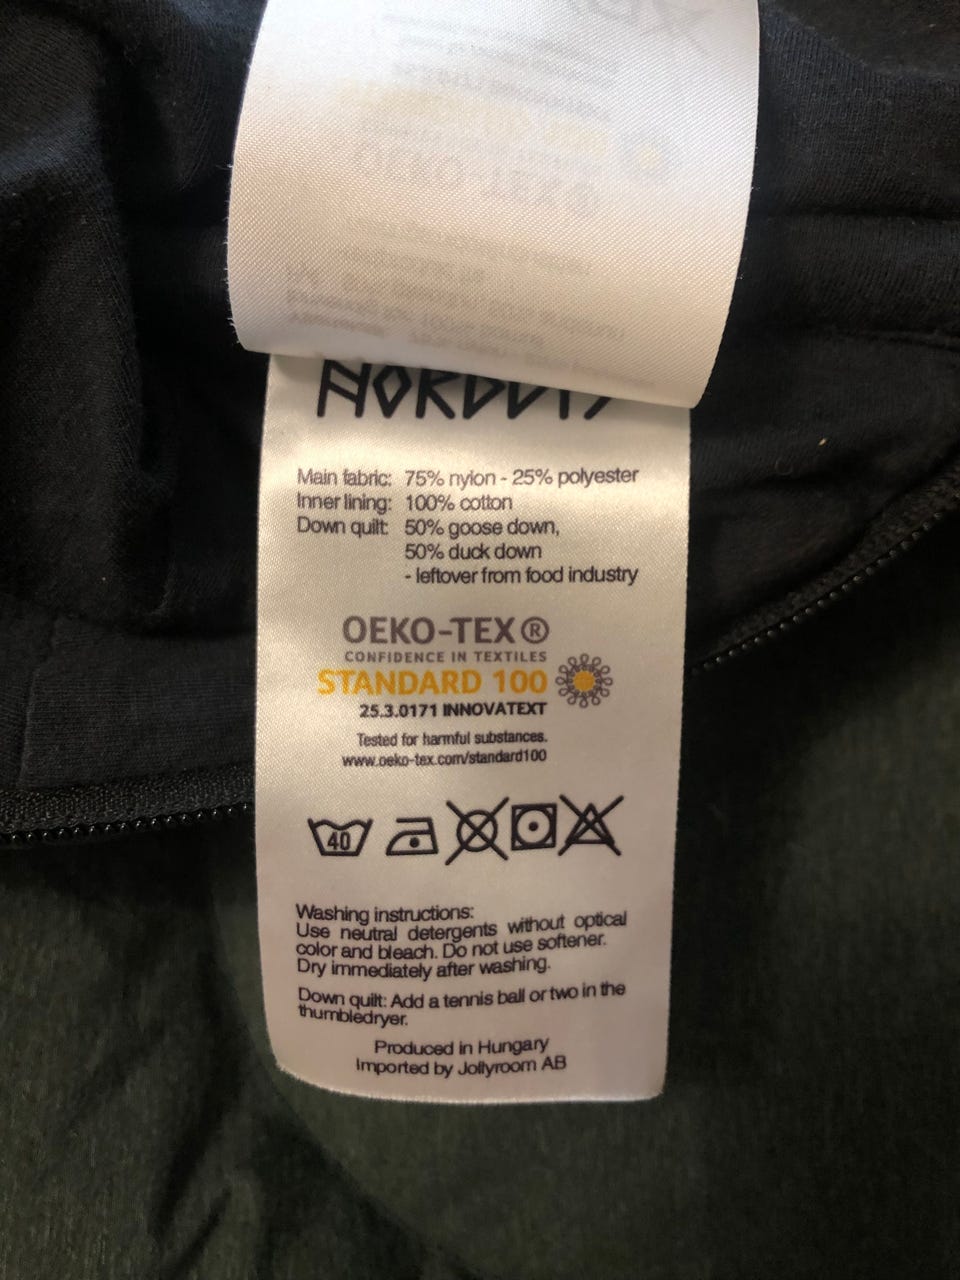 Main fabric: 75% nylon - 25% polyester
Inner lining: 100% cotton
Down quilt: 50% goose down,
50% duck down
- leftover from food industry
OEKO-TEX®
CONFIDENCE IN TEXTILES
STANDARD 100
25.3.0171 INNOVATEXT
Tested for harmful substances.
www.oeko-tex.com/standard100
40
Washing instructions:
Use neutral detergents without optical
color and bleach. Do not use softener.
Dry immediately after washing.
Down quilt: Add a tennis ball or two in the
thumbledryer.
Produced in Hungary
Imported by Jollyroom AB